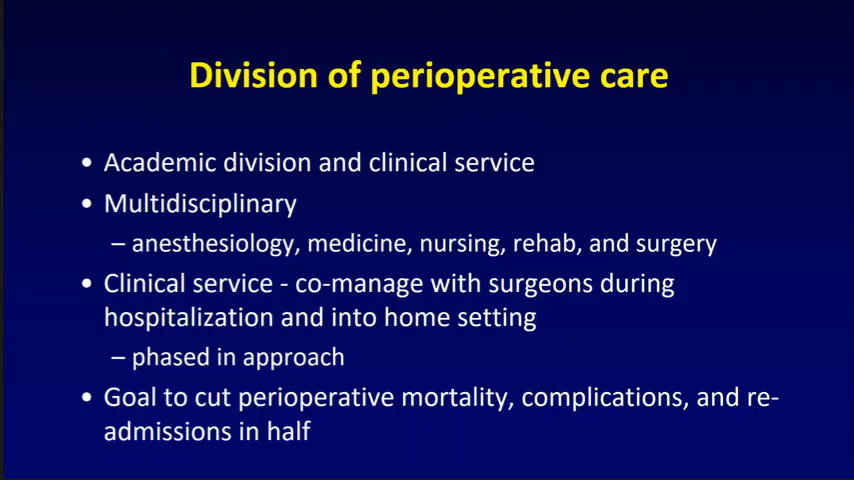 Division of perioperative care
• Academic division and clinical service
• Multidisciplinary
– anesthesiology, medicine, nursing, rehab, and surgery
• Clinical service - co-manage with surgeons during
hospitalization and into home setting
– phased in approach
• Goal to cut perioperative mortality, complications, and re-
admissions in half